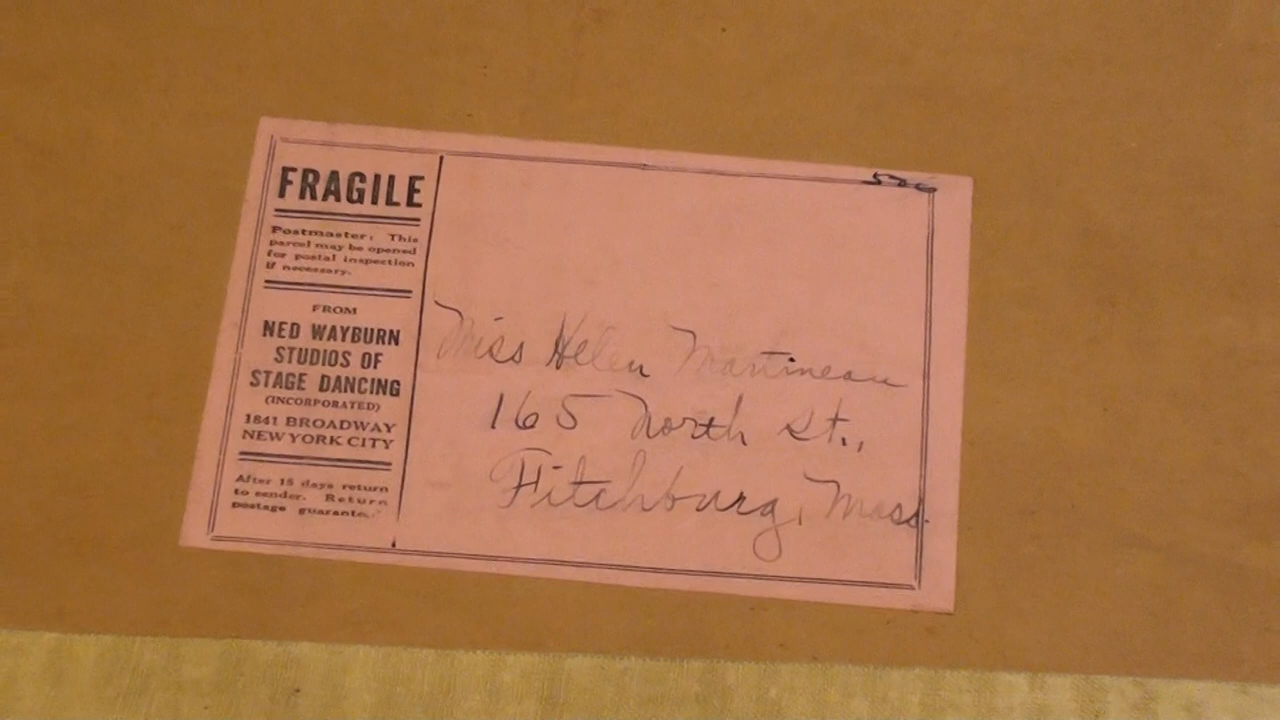 FRAGILE
Postmaster: This
parcel may be opened
for postal inspection
if necessary.
FROM
NED WAYBURN
STUDIOS OF
STAGE DANCING
(INCORPORATED)
1841 BROADWAY
NEW YORK CITY
After 15 days return
to sender. Return
postage guarantee.
506
Miss Helen Martineau
165 North St.,
Fitchburg, Mass.